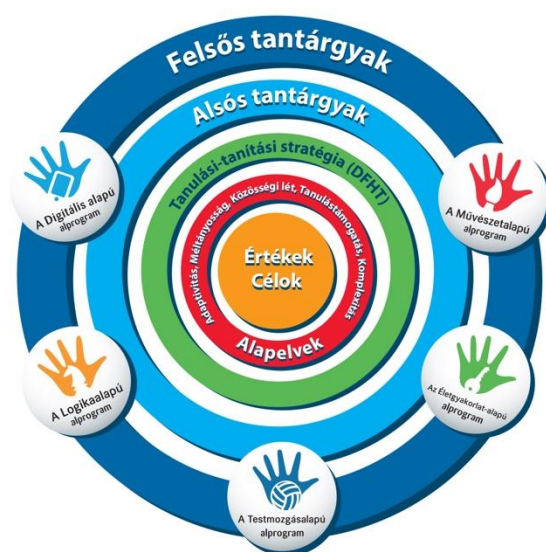 Felsős tantárgyak
Alsós tantárgyak
Tanulási-tanítási stratégia (DFHT)
Adaptivitás, Méltányosság, Közösségi lét, Tanulástámogatás, Komplexitás
Értékek
Célok
Alapelvek
A Digitális alapú
alprogram
A Művészetalapú
alprogram
A Logikaalapú
alprogram
Az Életgyakorlat-alapú
alprogram
A Testmozgásalapú
alprogram